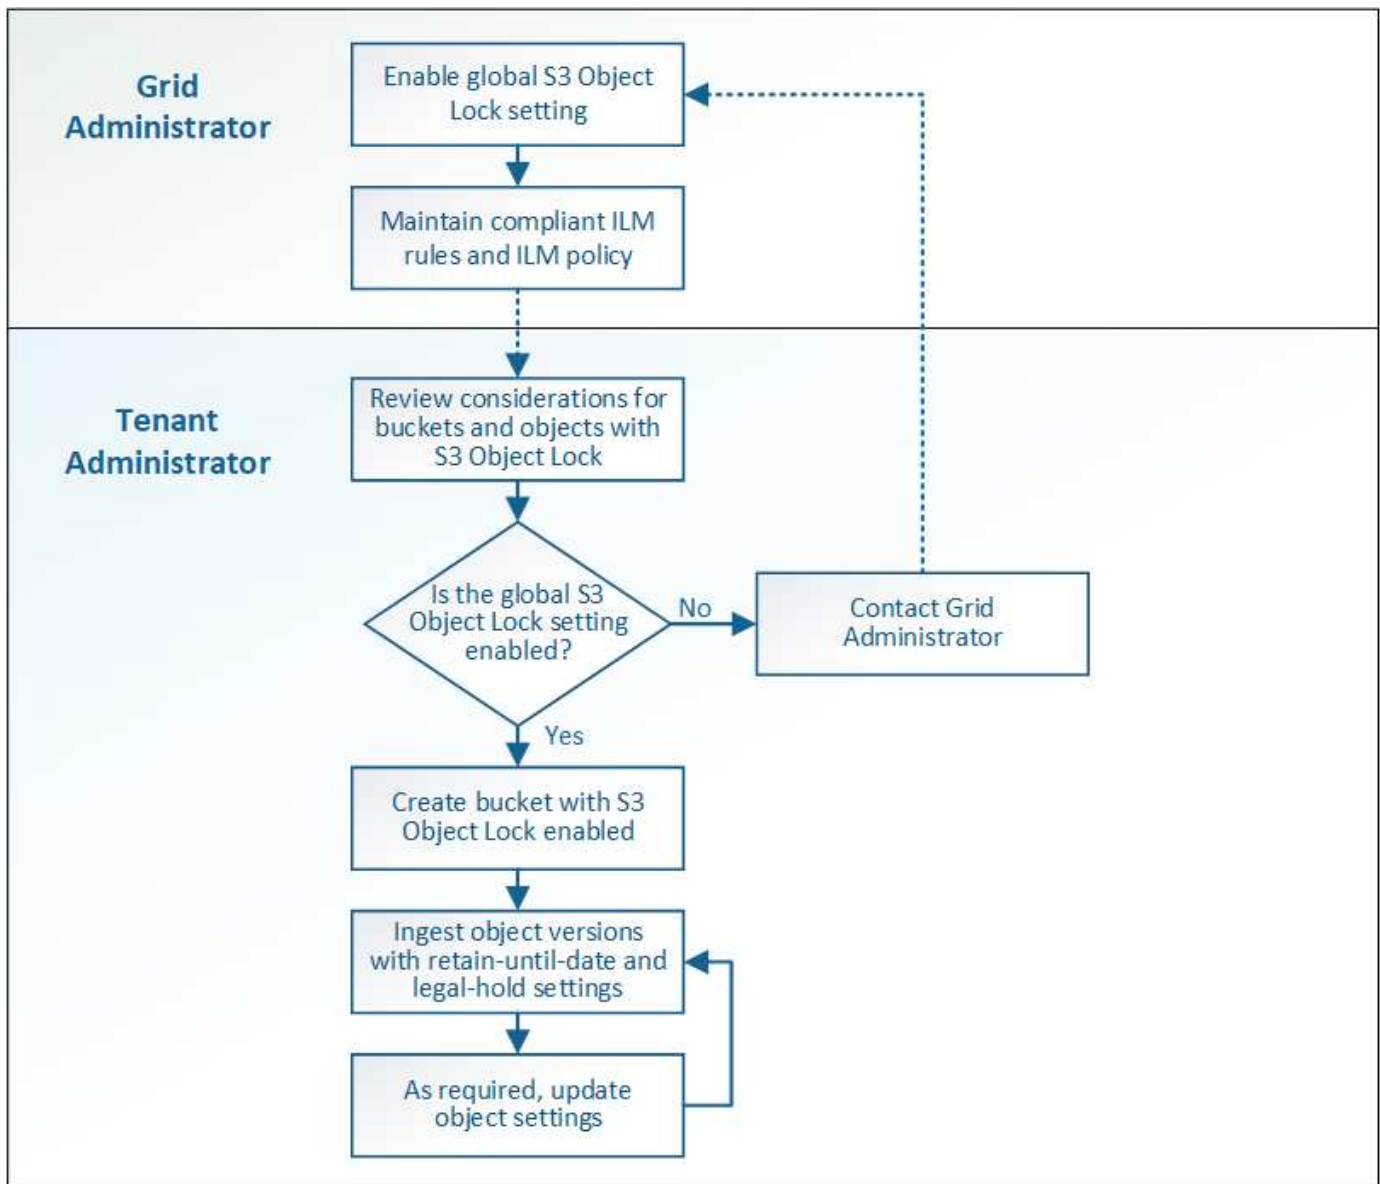 Grid
Administrator
Enable global S3 Object
Lock setting
Maintain compliant ILM
rules and ILM policy
Tenant
Administrator
Review considerations for
buckets and objects with
S3 Object Lock
Is the global S3
Object Lock setting
enabled?
No
Contact Grid
Administrator
Yes
Create bucket with S3
Object Lock enabled
Ingest object versions
with retain-until-date and
legal-hold settings
As required, update
object settings